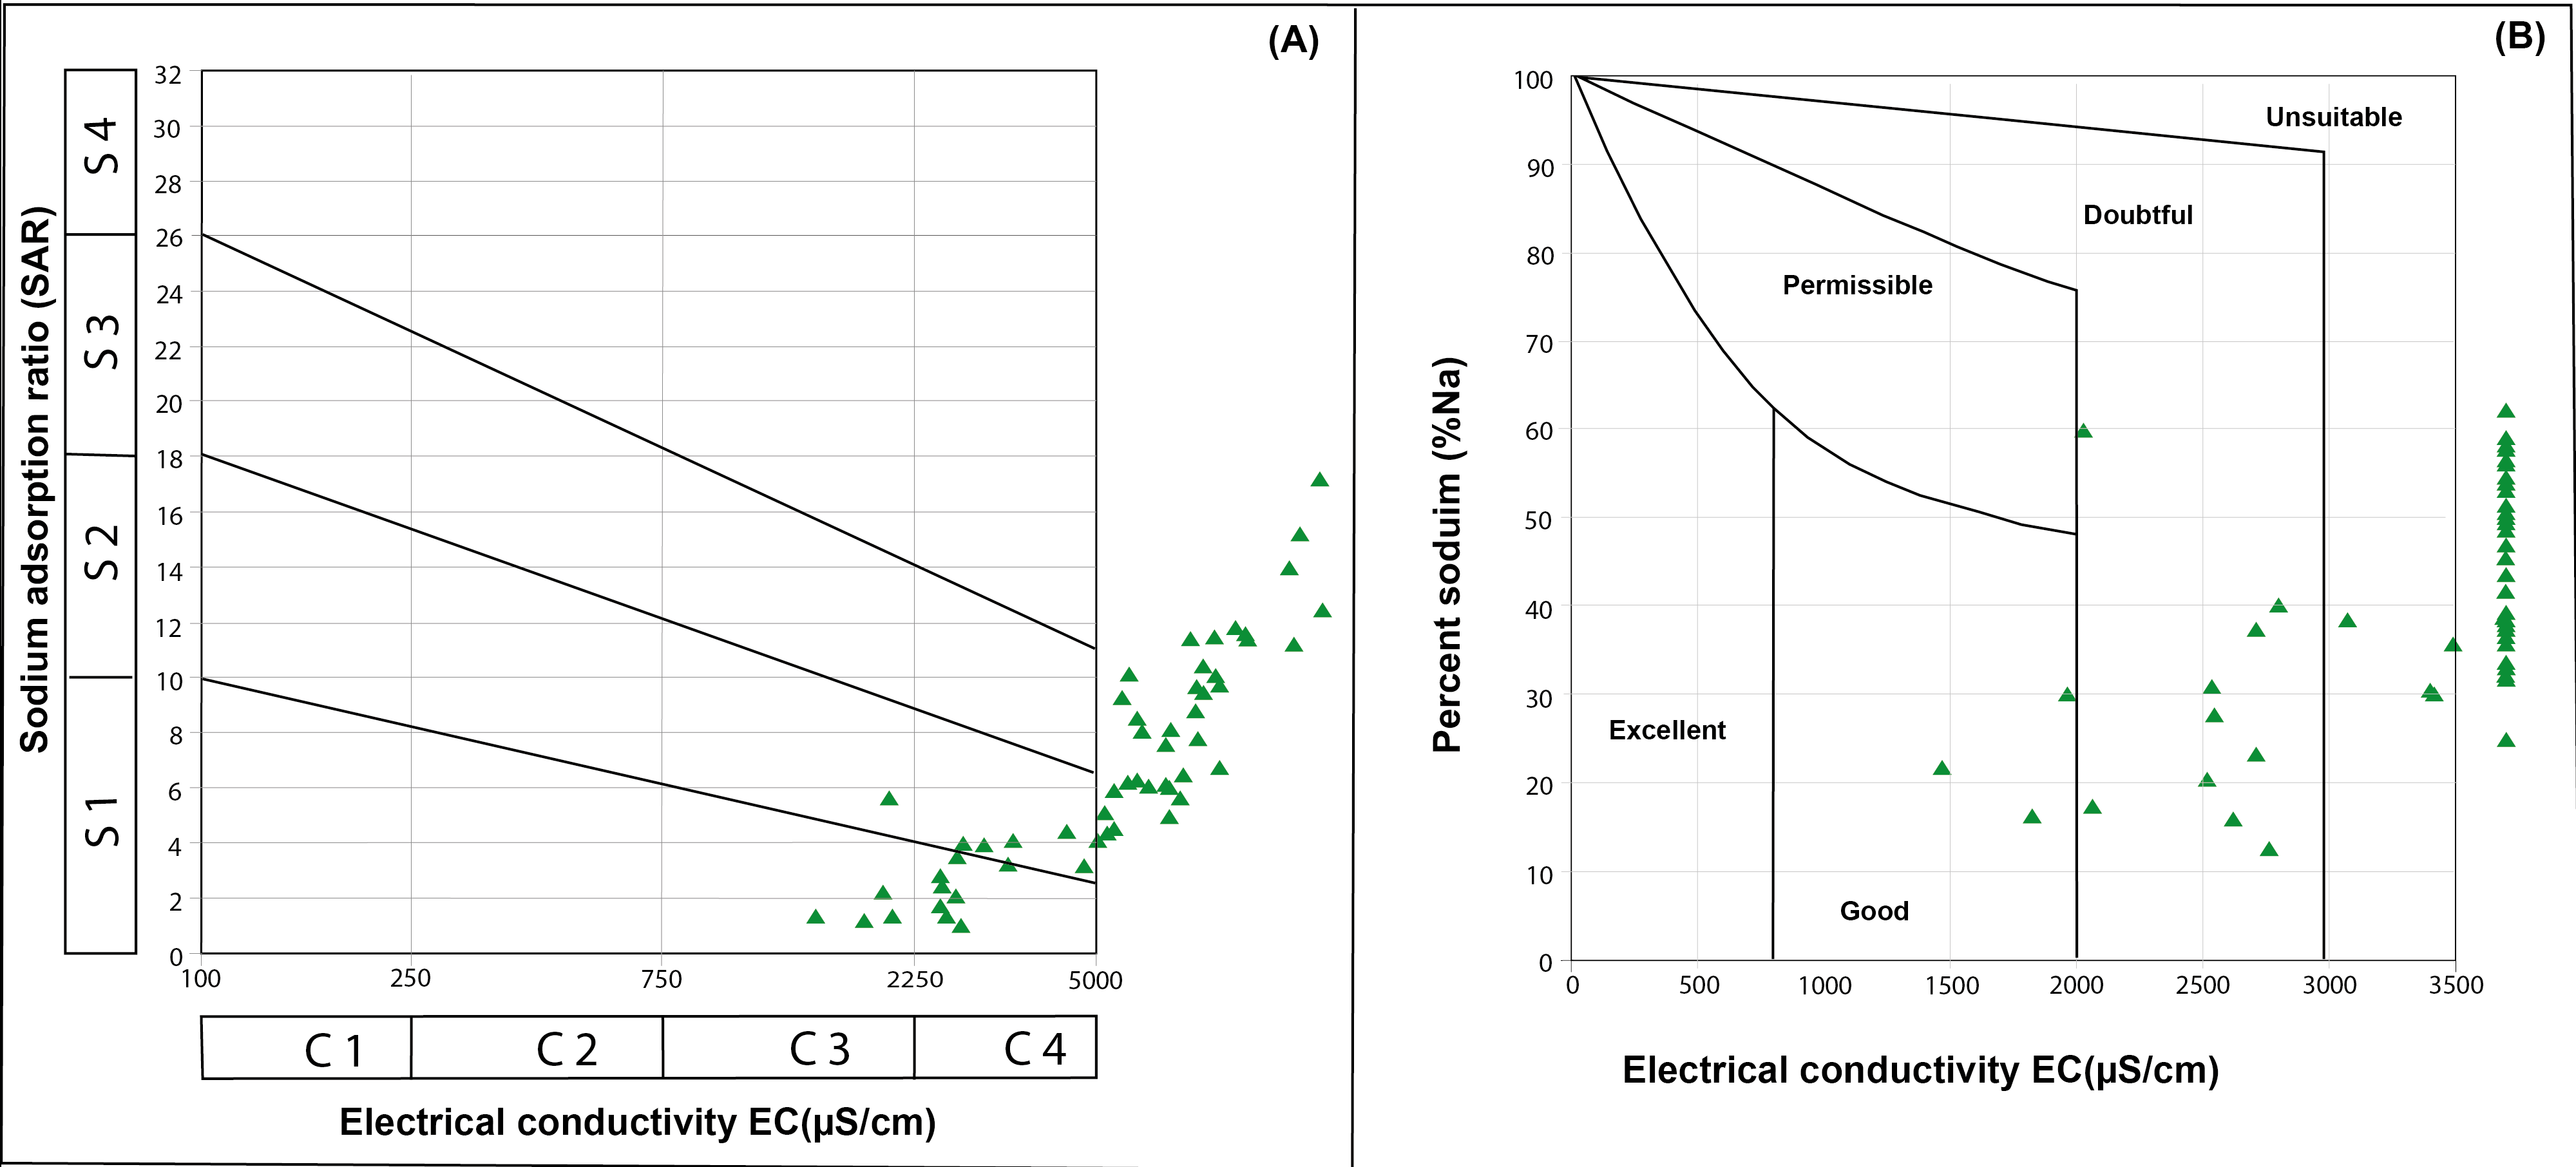 (A)
Sodium adsorption ratio (SAR)
S 4
S 3
S 2
S 1
32
30
28
26
24
22
20
18
16
14
12
10
8
6
4
2
0
100 250 750 2250 5000
C 1 C 2 C 3 C 4
Electrical conductivity EC(µS/cm)
(B)
Percent soduim (%Na)
100
90
80
70
60
50
40
30
20
10
0
Unsuitable
Doubtful
Permissible
Excellent
Good
0 500 1000 1500 2000 2500 3000 3500
Electrical conductivity EC(µS/cm)